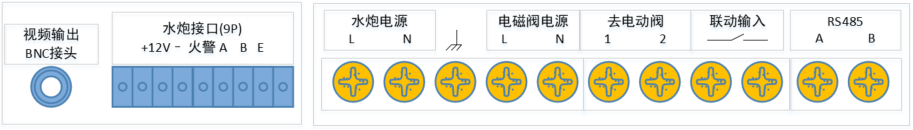 视频输出
BNC接头
水炮接口(9P)
+12V - 火警 A B E
水炮电源
L N
电磁阀电源
L N
去电动阀
1 2
联动输入
RS485
A B